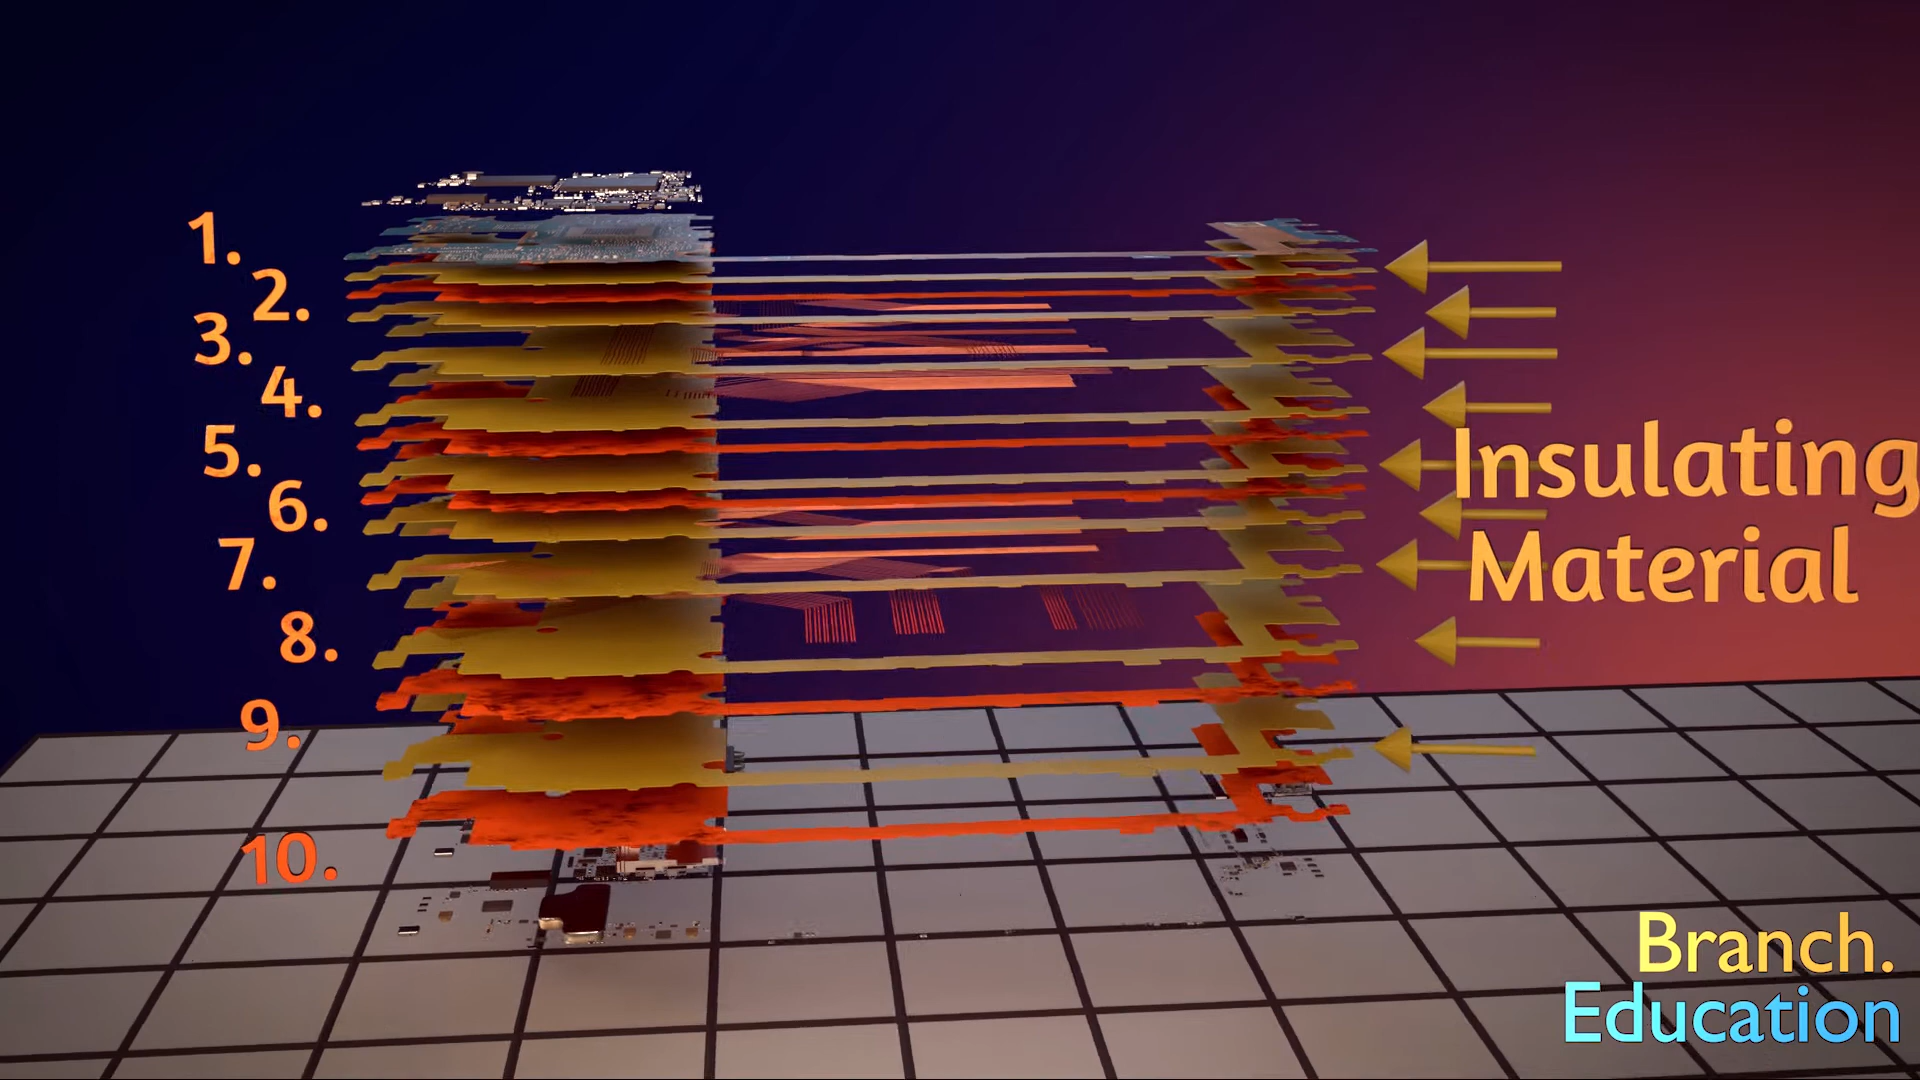 1.
2.
3.
4.
5.
6.
7.
8.
9.
10.
Insulating
Material
Branch.
Education